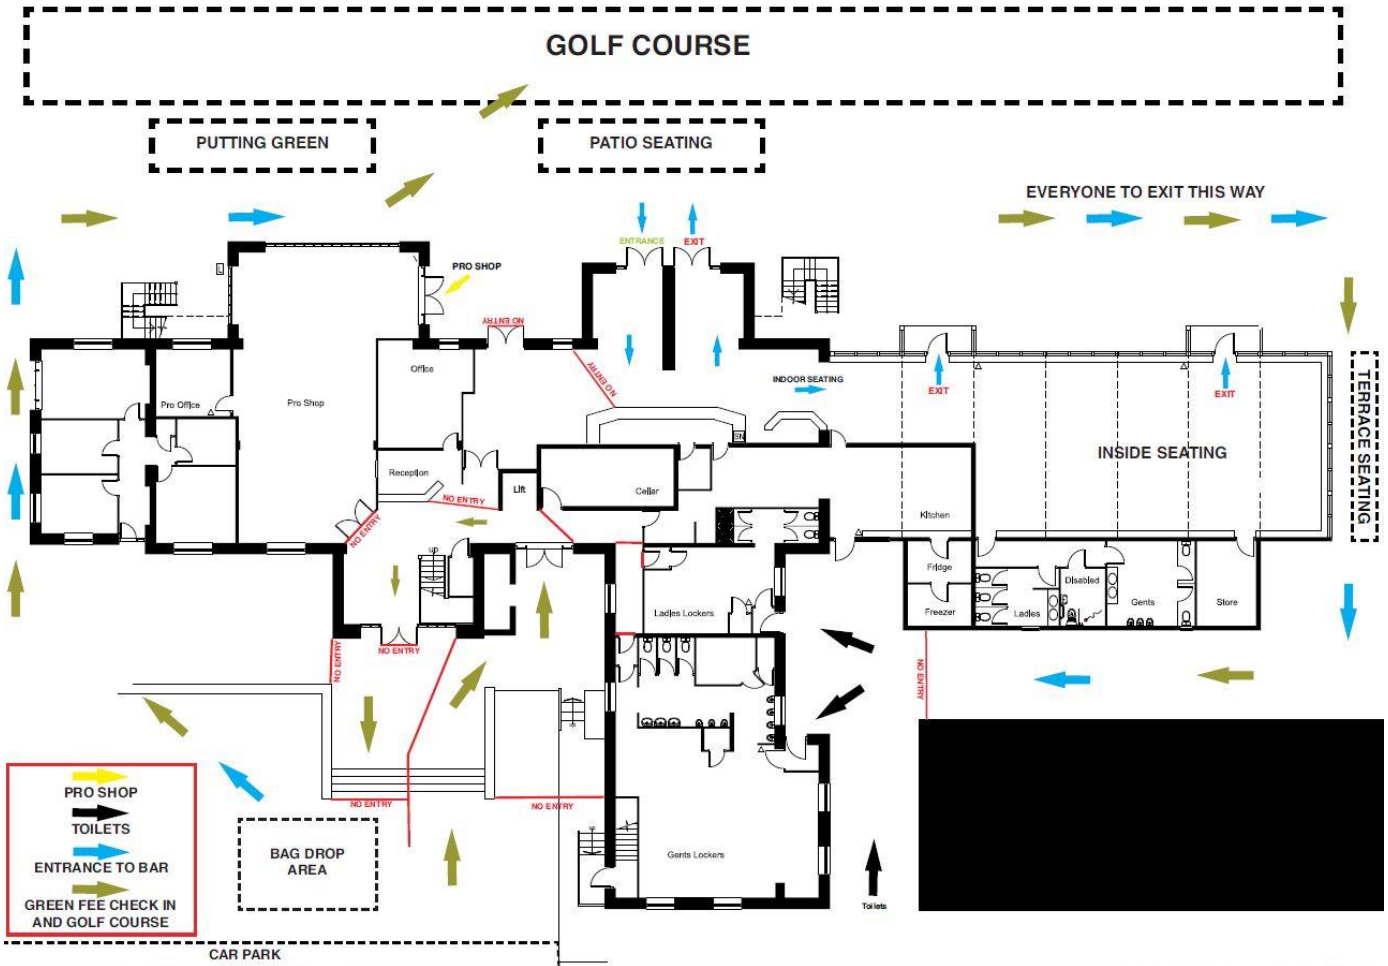 GOLF COURSE
PUTTING GREEN
PATIO SEATING
EVERYONE TO EXIT THIS WAY
ENTRANCE
EXIT
PRO SHOP
NO ENTRY
NO ENTRY
Office
Pro Office
Pro Shop
INDOOR SEATING
EXIT
EXIT
TERRACE SEATING
SN
INSIDE SEATING
Reception
Lift
Cellar
NO ENTRY
NO ENTRY
Kitchen
UP
Fridge
Freezer
Ladies
Disabled
Gents
Store
Ladies Lockers
NO ENTRY
NO ENTRY
NO ENTRY
PRO SHOP
TOILETS
ENTRANCE TO BAR
GREEN FEE CHECK IN
AND GOLF COURSE
NO ENTRY
NO ENTRY
BAG DROP
AREA
Gents Lockers
Toilets
CAR PARK